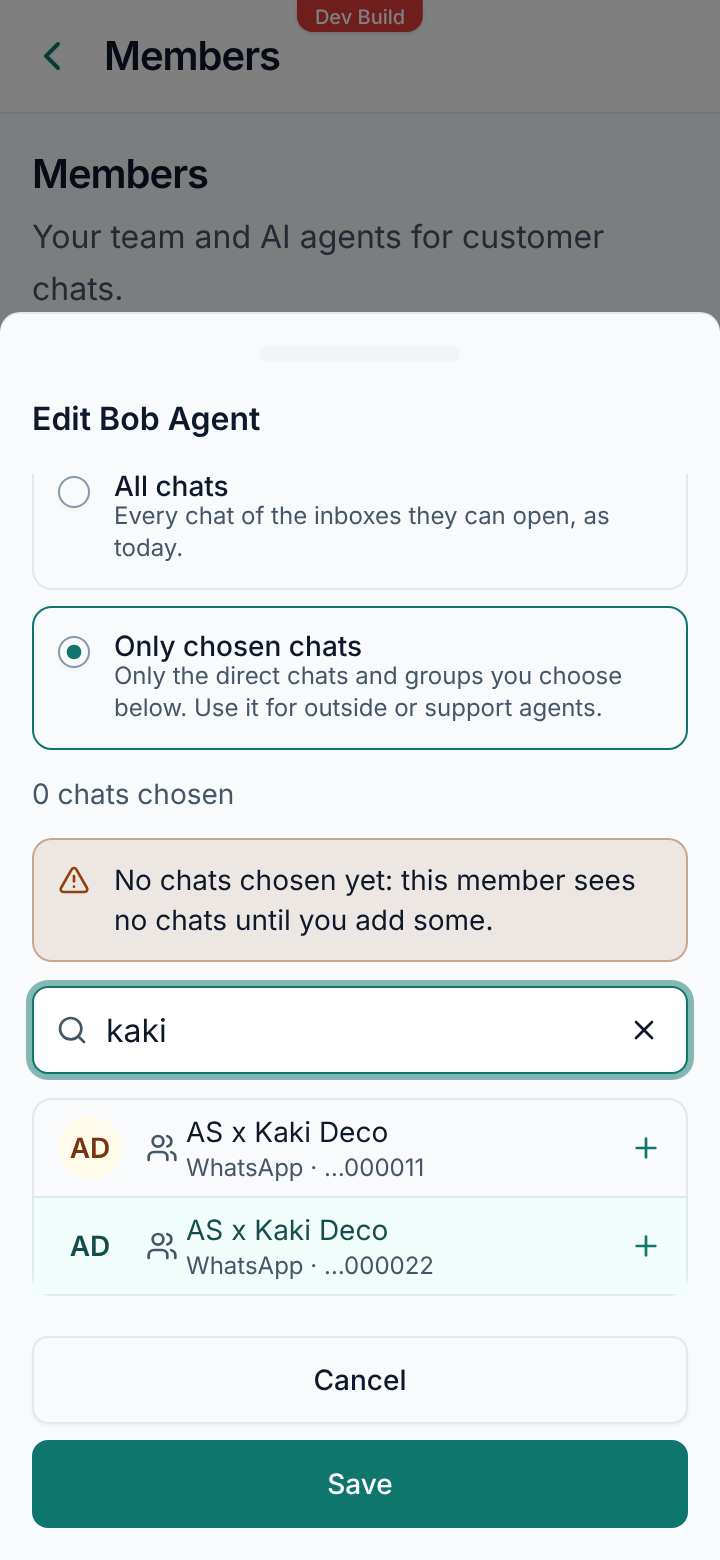 Dev Build
Members
Members
Your team and AI agents for customer
chats.
Edit Bob Agent
All chats
Every chat of the inboxes they can open, as
today.
Only chosen chats
Only the direct chats and groups you choose
below. Use it for outside or support agents.
0 chats chosen
No chats chosen yet: this member sees
no chats until you add some.
kaki
AD
AS x Kaki Deco
WhatsApp · ...000011
AD
AS x Kaki Deco
WhatsApp · ...000022
Cancel
Save